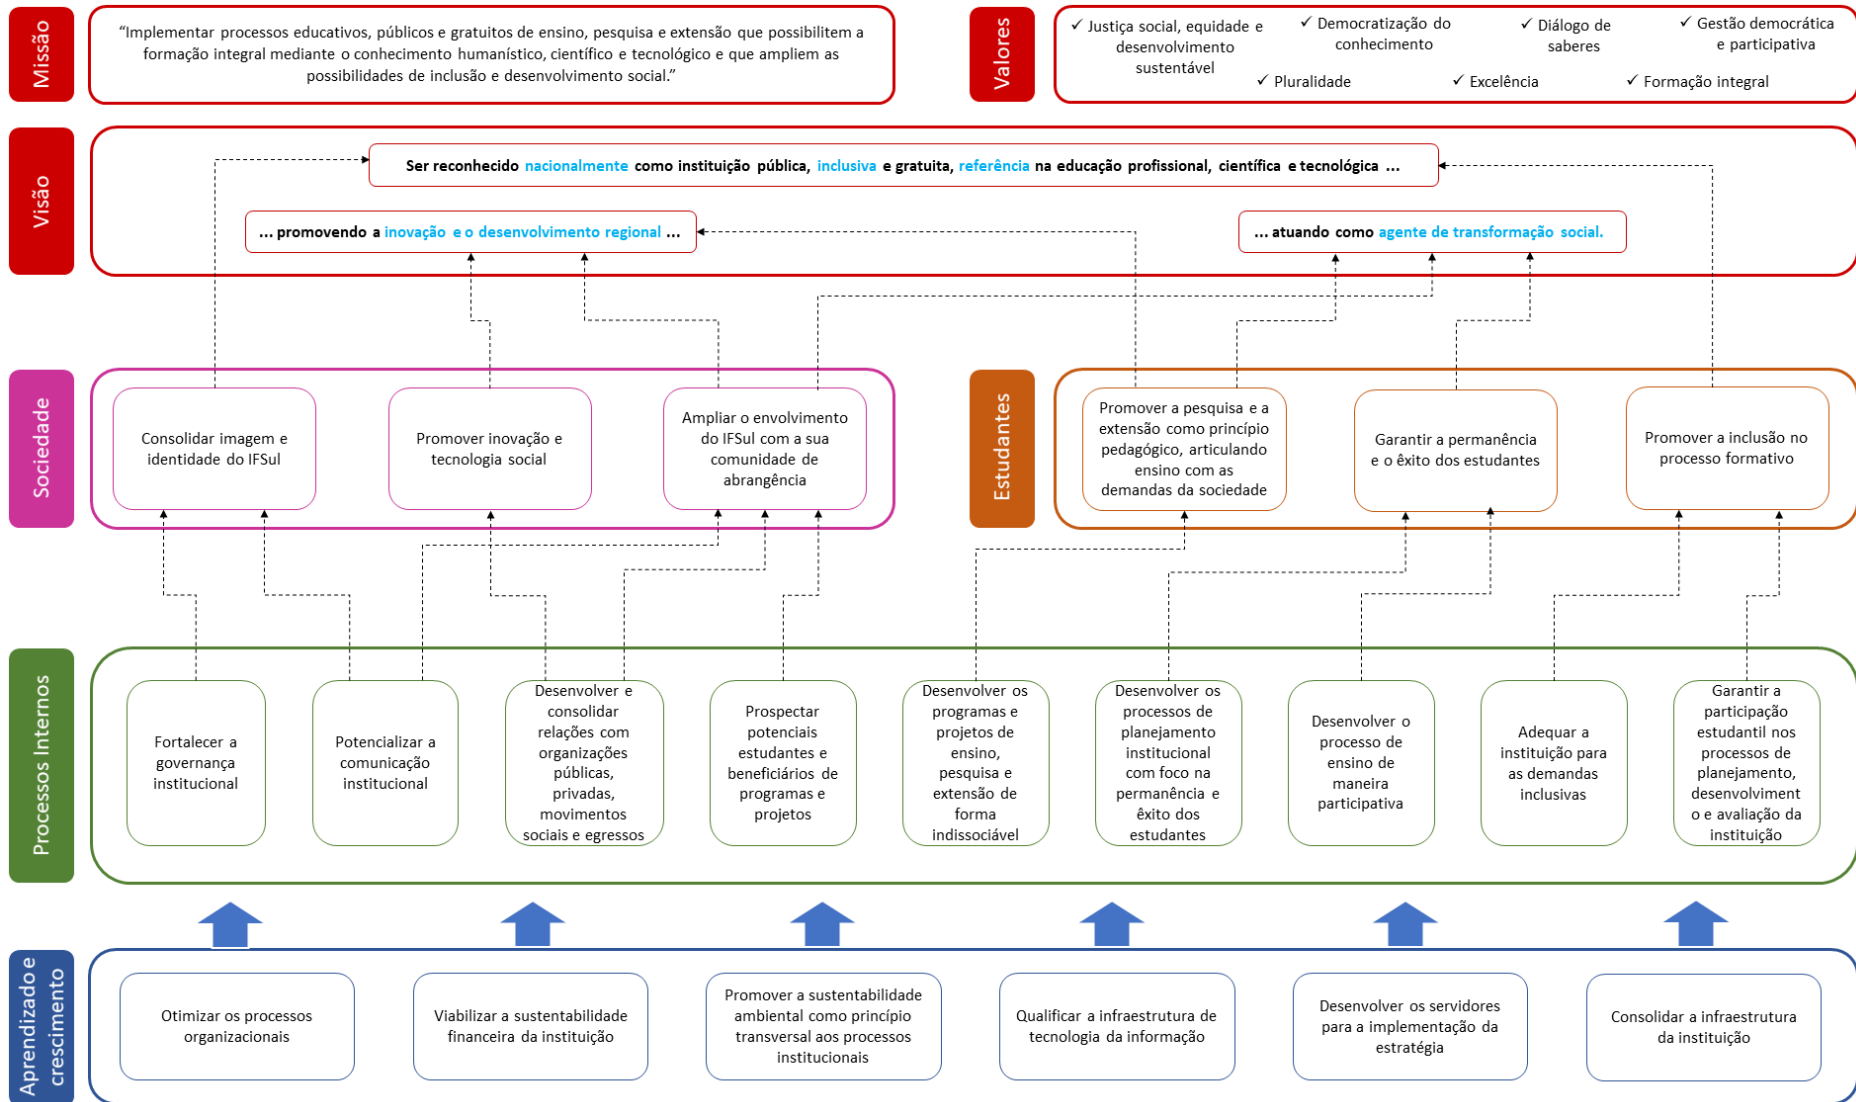 Missão
“Implementar processos educativos, públicos e gratuitos de ensino, pesquisa e extensão que possibilitem a
formação integral mediante o conhecimento humanístico, científico e tecnológico e que ampliem as
possibilidades de inclusão e desenvolvimento social.”
Valores
✓ Justiça social, equidade e
desenvolvimento
sustentável
✓ Democratização do
conhecimento
✓ Diálogo de
saberes
✓ Gestão democrática
e participativa
✓ Pluralidade
✓ Excelência
✓ Formação integral
Visão
Ser reconhecido nacionalmente como instituição pública, inclusiva e gratuita, referência na educação profissional, científica e tecnológica ...
... promovendo a inovação e o desenvolvimento regional ...
... atuando como agente de transformação social.
Sociedade
Consolidar imagem e
identidade do IFSul
Promover inovação e
tecnologia social
Ampliar o envolvimento
do IFSul com a sua
comunidade de
abrangência
Estudantes
Promover a pesquisa e a
extensão como princípio
pedagógico, articulando
ensino com as
demandas da sociedade
Garantir a permanência
e o êxito dos estudantes
Promover a inclusão no
processo formativo
Processos Internos
Fortalecer a
governança
institucional
Potencializar a
comunicação
institucional
Desenvolver e
consolidar
relações com
organizações
públicas,
privadas,
movimentos
sociais e egressos
Prospectar
potenciais
estudantes e
beneficiários de
programas e
projetos
Desenvolver os
programas e
projetos de
ensino,
pesquisa e
extensão de
forma
indissociável
Desenvolver os
processos de
planejamento
institucional
com foco na
permanência e
êxito dos
estudantes
Desenvolver o
processo de
ensino de
maneira
participativa
Adequar a
instituição para
as demandas
inclusivas
Garantir a
participação
estudantil nos
processos de
planejamento,
desenvolviment
o e avaliação da
instituição
Aprendizado e
crescimento
Otimizar os processos
organizacionais
Viabilizar a sustentabilidade
financeira da instituição
Promover a sustentabilidade
ambiental como princípio
transversal aos processos
institucionais
Qualificar a infraestrutura de
tecnologia da informação
Desenvolver os servidores
para a implementação da
estratégia
Consolidar a infraestrutura
da instituição